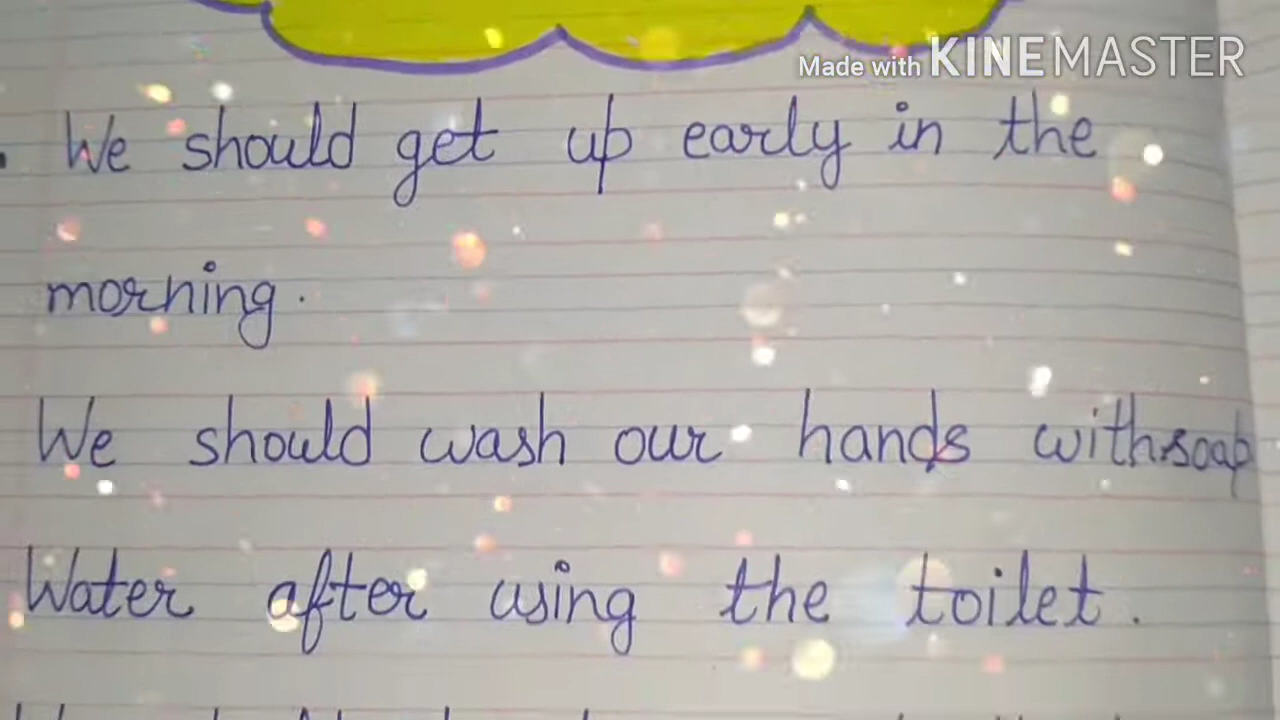 Made with KINEMASTER
We should get up early in the
morning.
We should wash our hands with soap
Water after using the toilet.